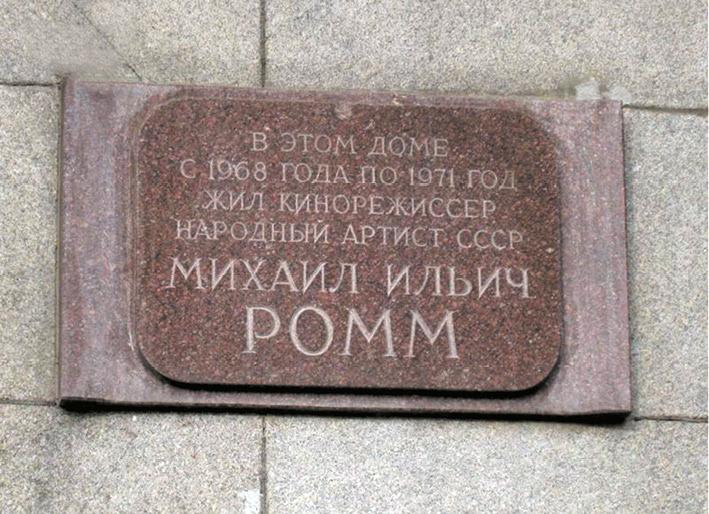 В ЭТОМ ДОМЕ
С 1968 ГОДА ПО 1971 ГОД
ЖИЛ КИНОРЕЖИССЕР
НАРОДНЫЙ АРТИСТ СССР
МИХАИЛ ИЛЬИЧ
РОММ